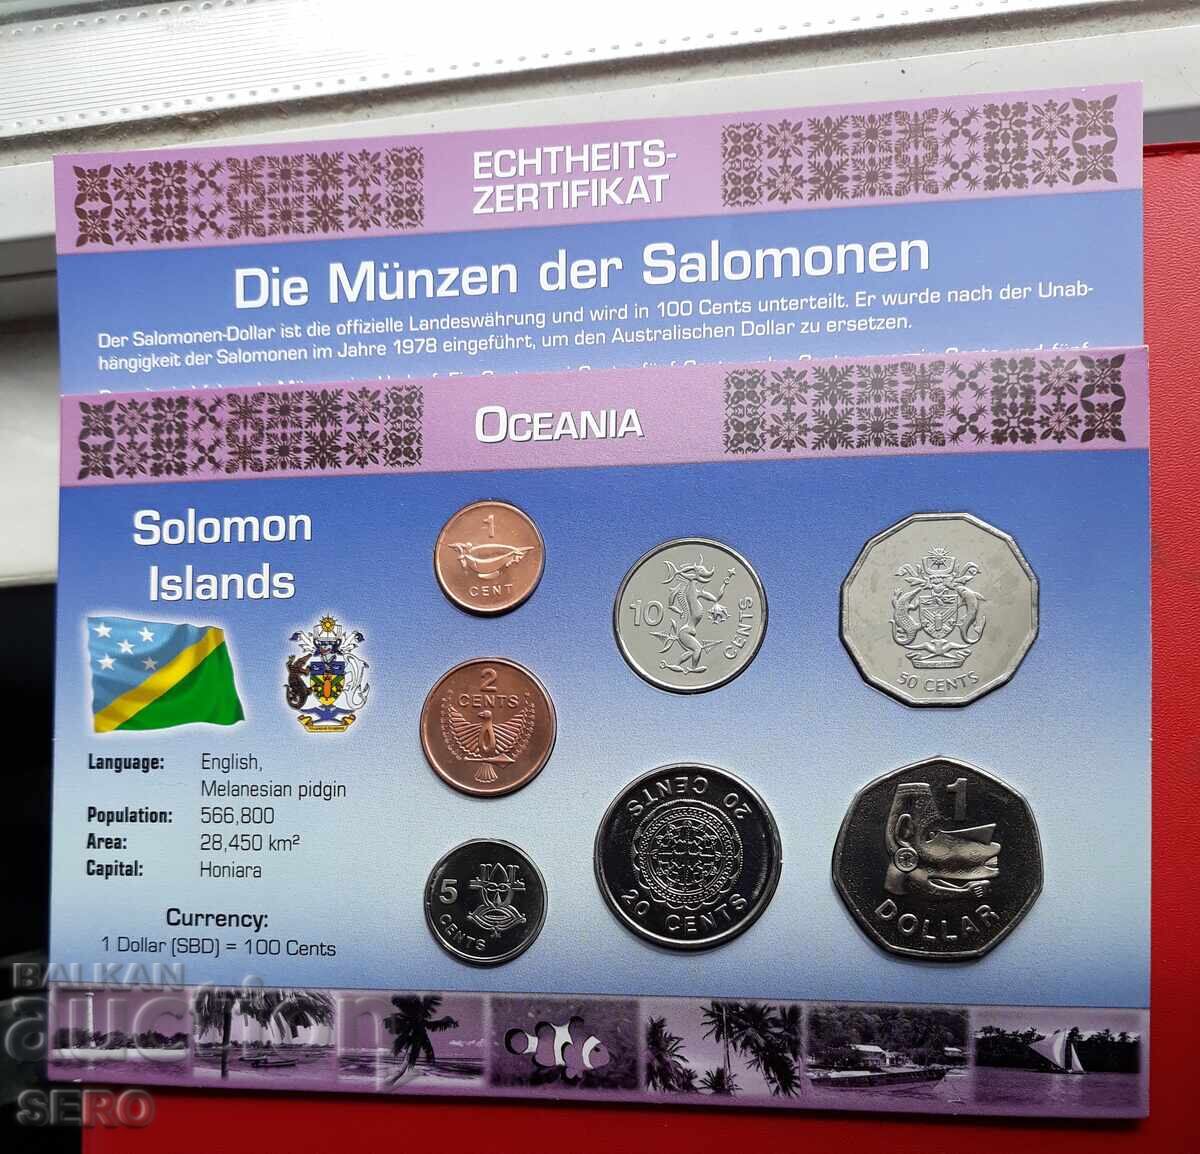 ECHTHEITS-
ZERTIFIKAT
Die Münzen der Salomonen
Der Salomonen-Dollar ist die offizielle Landeswährung und wird in 100 Cents unterteilt. Er wurde nach der Unab-
hängigkeit der Salomonen im Jahre 1978 eingeführt, um den Australischen Dollar zu ersetzen.
OCEANIA
Solomon
Islands
Language: English,
Melanesian pidgin
Population: 566,800
Area: 28,450 km²
Capital: Honiara
Currency:
1 Dollar (SBD) = 100 Cents
1
CENT
2
CENTS
5
CENTS
10
CENTS
20 CENTS
20 CENTS
50 CENTS
1
DOLLAR
BALKAN
auction
SERO